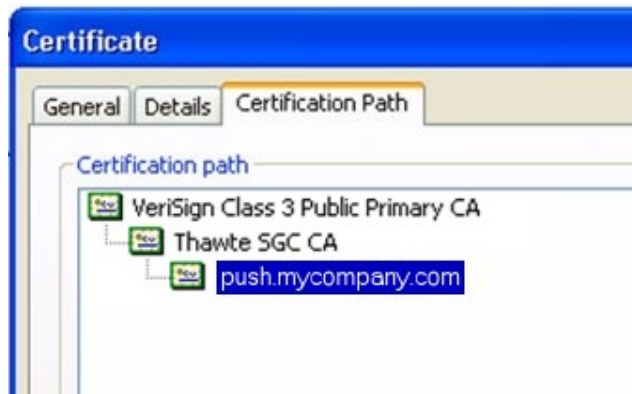 Certificate
General Details Certification Path
Certification path
VeriSign Class 3 Public Primary CA
Thawte SGC CA
push.mycompany.com